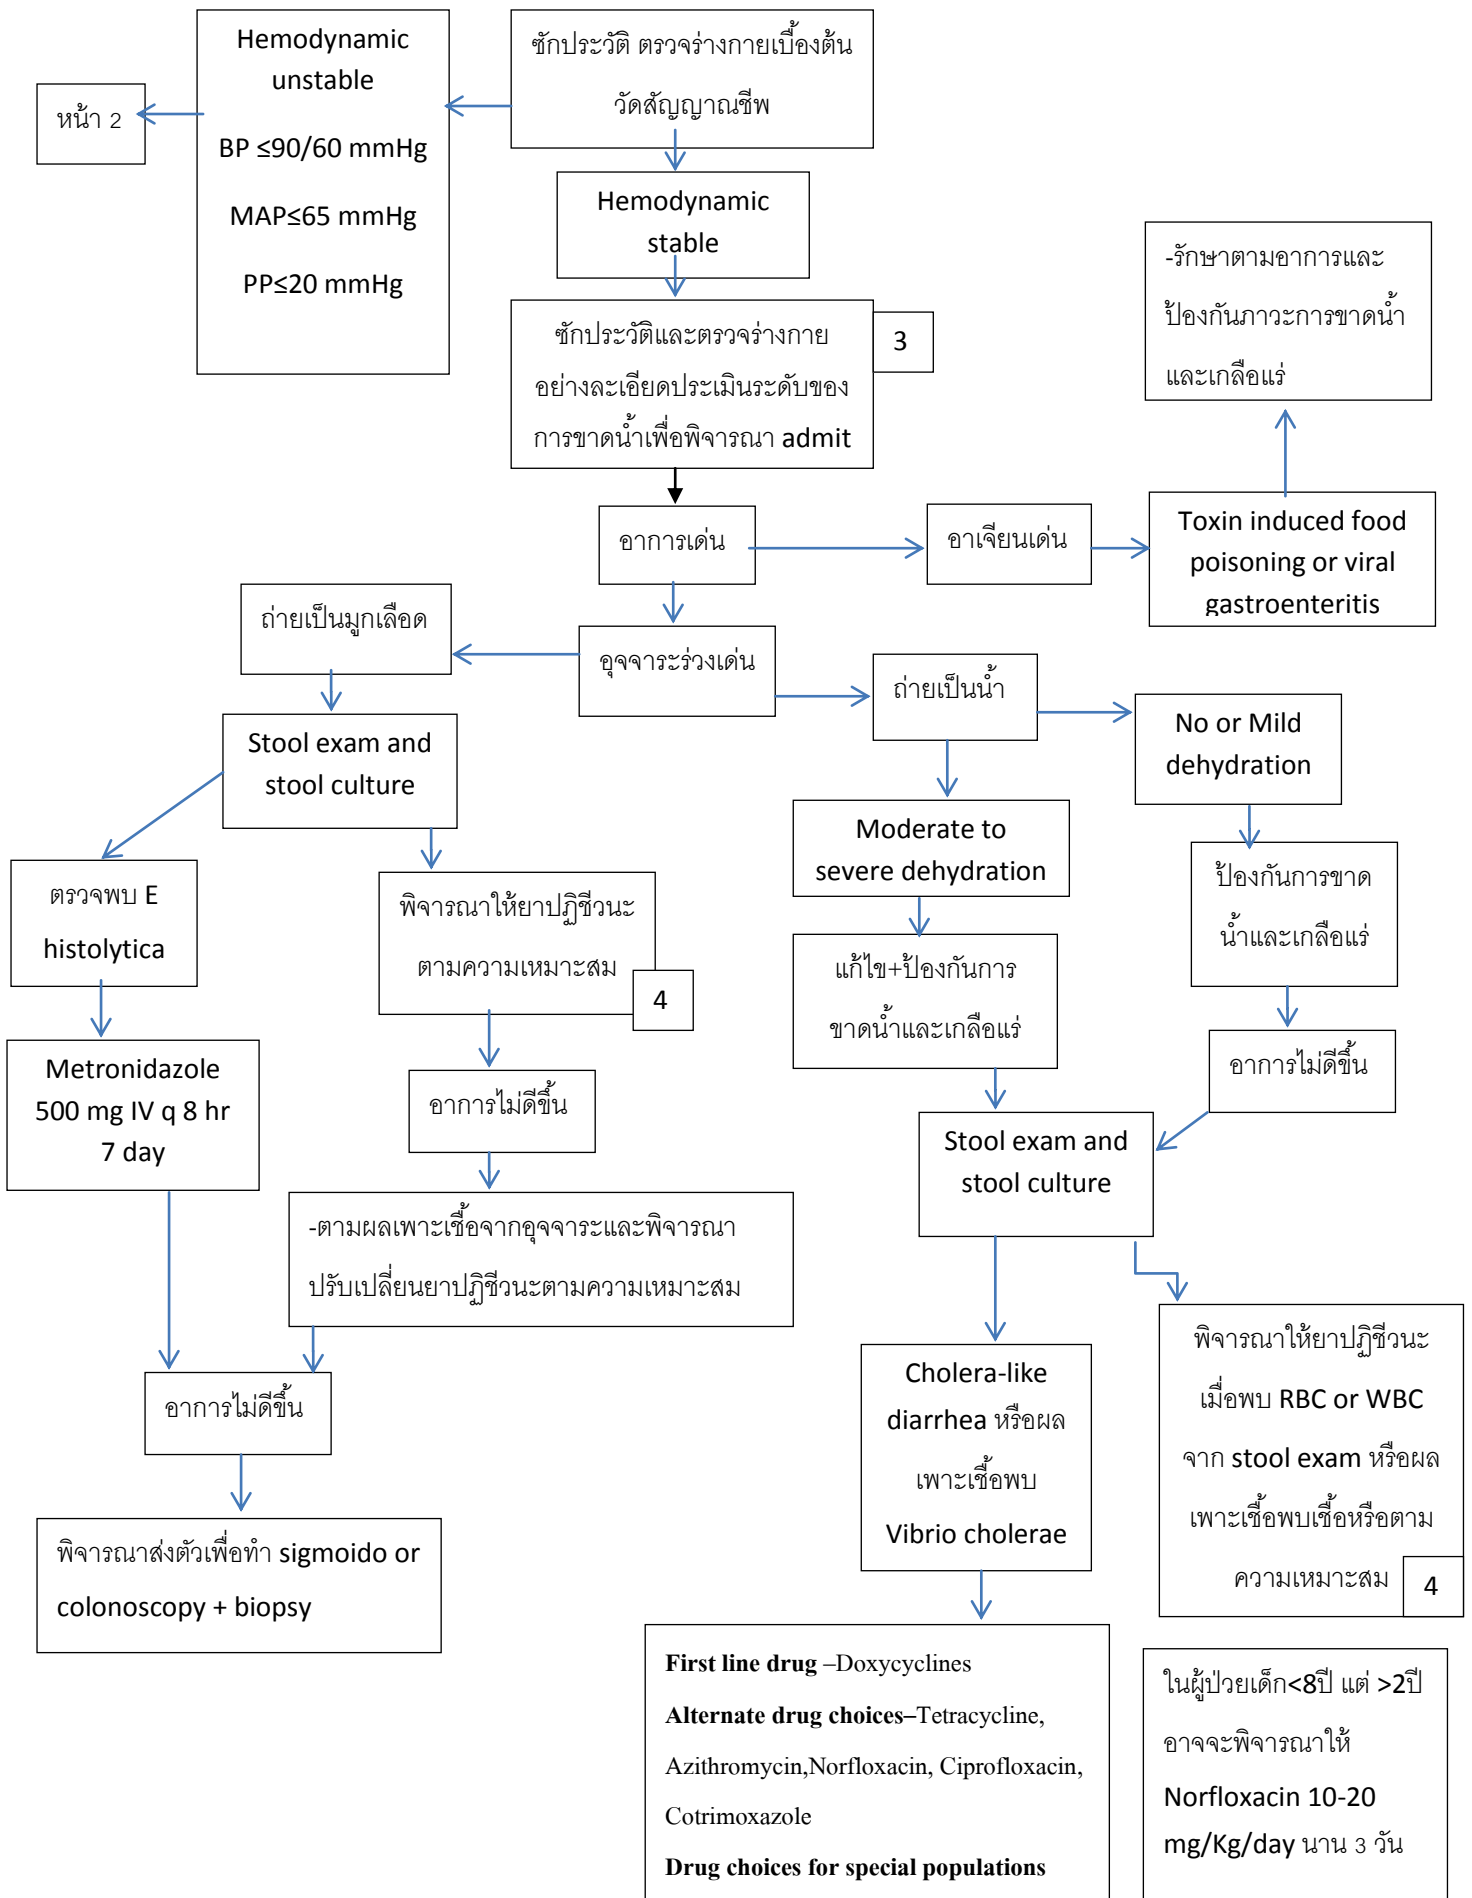 Hemodynamic
unstable
BP ≤90/60 mmHg
MAP≤65 mmHg
PP≤20 mmHg
ซักประวัติ ตรวจร่างกายเบื้องต้น
วัดสัญญาณชีพ
หน้า 2
Hemodynamic
stable
-รักษาตามอาการและ
ป้องกันภาวะการขาดน้ำ
และเกลือแร่
ซักประวัติและตรวจร่างกาย
อย่างละเอียดประเมินระดับของ
การขาดน้ำเพื่อพิจารณา admit
3
อาการเด่น
อาเจียนเด่น
Toxin induced food
poisoning or viral
gastroenteritis
ถ่ายเป็นมูกเลือด
อุจจาระร่วงเด่น
ถ่ายเป็นน้ำ
No or Mild
dehydration
Stool exam and
stool culture
Moderate to
severe dehydration
ป้องกันการขาด
น้ำและเกลือแร่
ตรวจพบ E
histolytica
พิจารณาให้ยาปฏิชีวนะ
ตามความเหมาะสม
4
แก้ไข+ป้องกันการ
ขาดน้ำและเกลือแร่
อาการไม่ดีขึ้น
Metronidazole
500 mg IV q 8 hr
7 day
อาการไม่ดีขึ้น
Stool exam and
stool culture
-ตามผลเพาะเชื้อจากอุจจาระและพิจารณา
ปรับเปลี่ยนยาปฏิชีวนะตามความเหมาะสม
อาการไม่ดีขึ้น
Cholera-like
diarrhea หรือผล
เพาะเชื้อพบ
Vibrio cholerae
พิจารณาให้ยาปฏิชีวนะ
เมื่อพบ RBC or WBC
จาก stool exam หรือผล
เพาะเชื้อพบเชื้อหรือตาม
ความเหมาะสม
4
พิจารณาส่งตัวเพื่อทำ sigmoido or
colonoscopy + biopsy
First line drug –Doxycyclines
Alternate drug choices–Tetracycline,
Azithromycin,Norfloxacin, Ciprofloxacin,
Cotrimoxazole
Drug choices for special populations
ในผู้ป่วยเด็ก<8ปี แต่ >2ปี
อาจจะพิจารณาให้
Norfloxacin 10-20
mg/Kg/day นาน 3 วัน